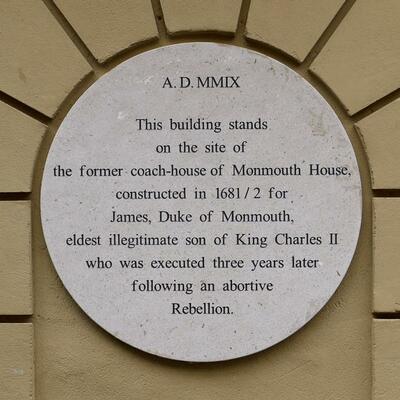 A.D. MMIX
This building stands
on the site of
the former coach-house of Monmouth House,
constructed in 1681/2 for
James, Duke of Monmouth,
eldest illegitimate son of King Charles II
who was executed three years later
following an abortive
Rebellion.